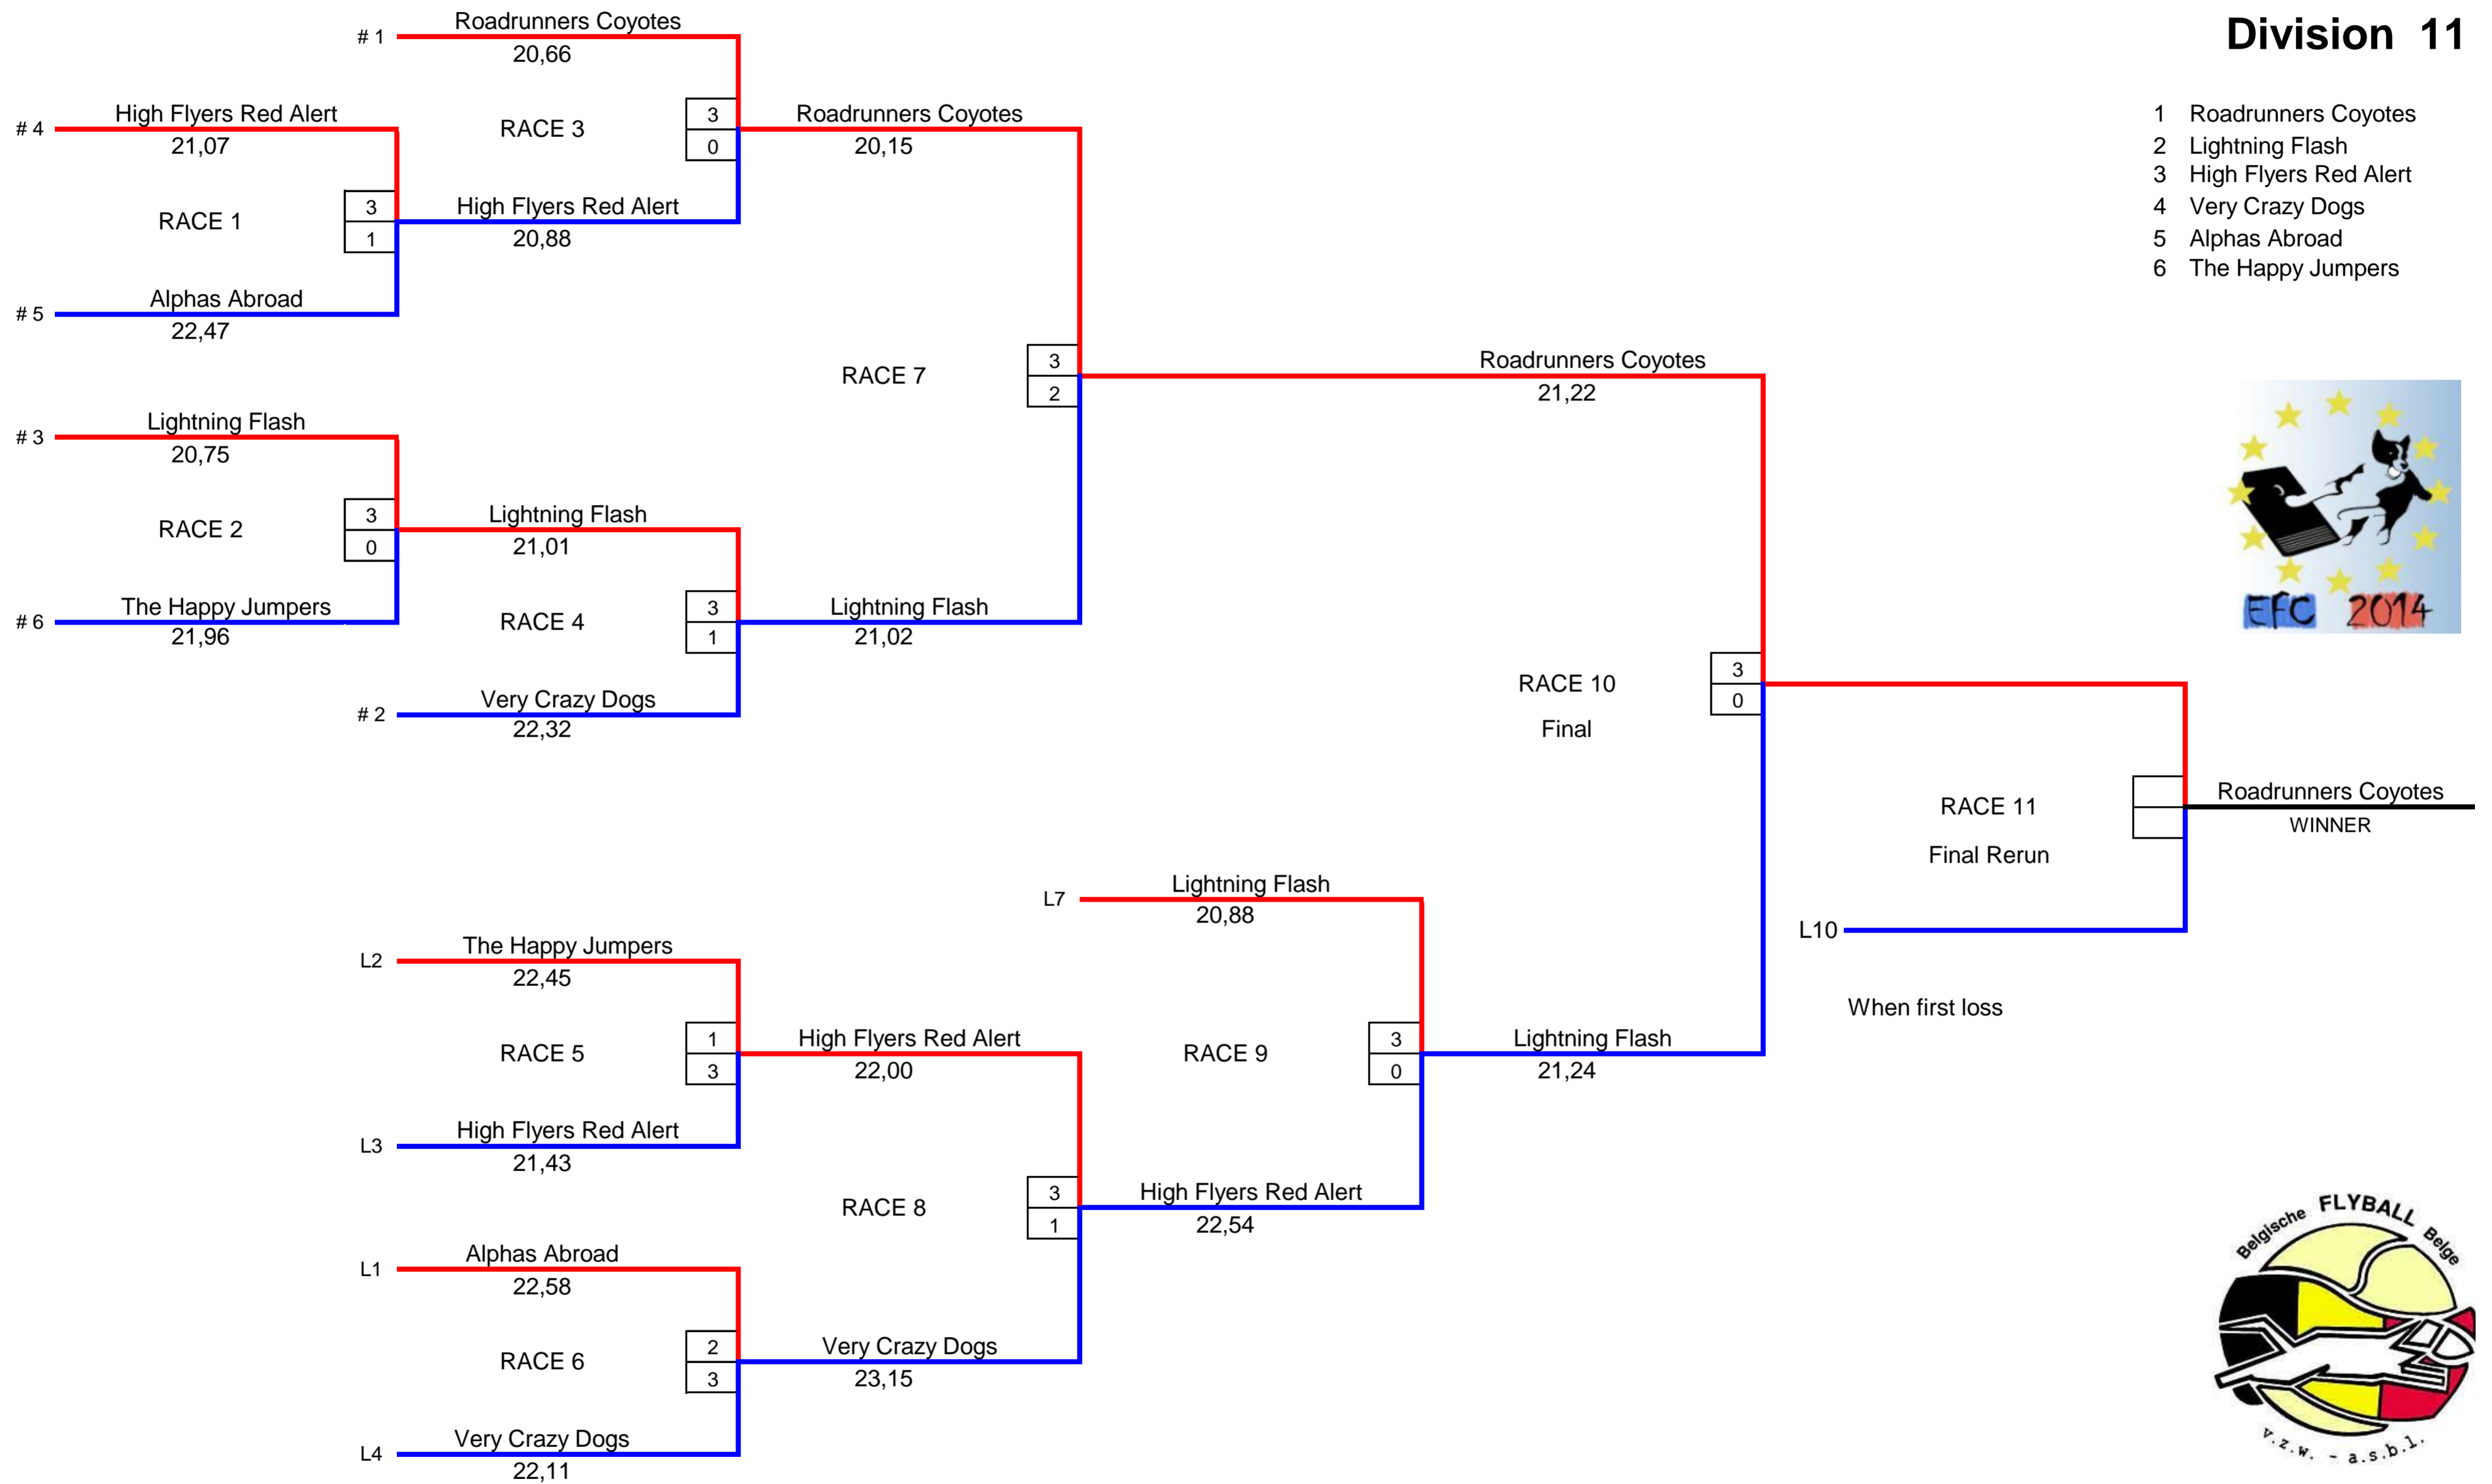 Division 11
1 Roadrunners Coyotes
2 Lightning Flash
3 High Flyers Red Alert
4 Very Crazy Dogs
5 Alphas Abroad
6 The Happy Jumpers
# 1
Roadrunners Coyotes
20,66
# 4
High Flyers Red Alert
21,07
RACE 3
3
0
Roadrunners Coyotes
20,15
RACE 1
3
1
High Flyers Red Alert
20,88
# 5
Alphas Abroad
22,47
RACE 7
3
2
Roadrunners Coyotes
21,22
# 3
Lightning Flash
20,75
RACE 2
3
0
Lightning Flash
21,01
# 6
The Happy Jumpers
21,96
RACE 4
3
1
Lightning Flash
21,02
# 2
Very Crazy Dogs
22,32
EFC 2014
RACE 10
Final
3
0
RACE 11
Final Rerun
Roadrunners Coyotes
WINNER
L10
When first loss
L7
Lightning Flash
20,88
L2
The Happy Jumpers
22,45
RACE 5
1
3
High Flyers Red Alert
22,00
RACE 9
3
0
Lightning Flash
21,24
L3
High Flyers Red Alert
21,43
RACE 8
3
1
High Flyers Red Alert
22,54
L1
Alphas Abroad
22,58
RACE 6
2
3
Very Crazy Dogs
23,15
L4
Very Crazy Dogs
22,11
Belgische FLYBALL Belge
v.z.w. - a.s.b.l.